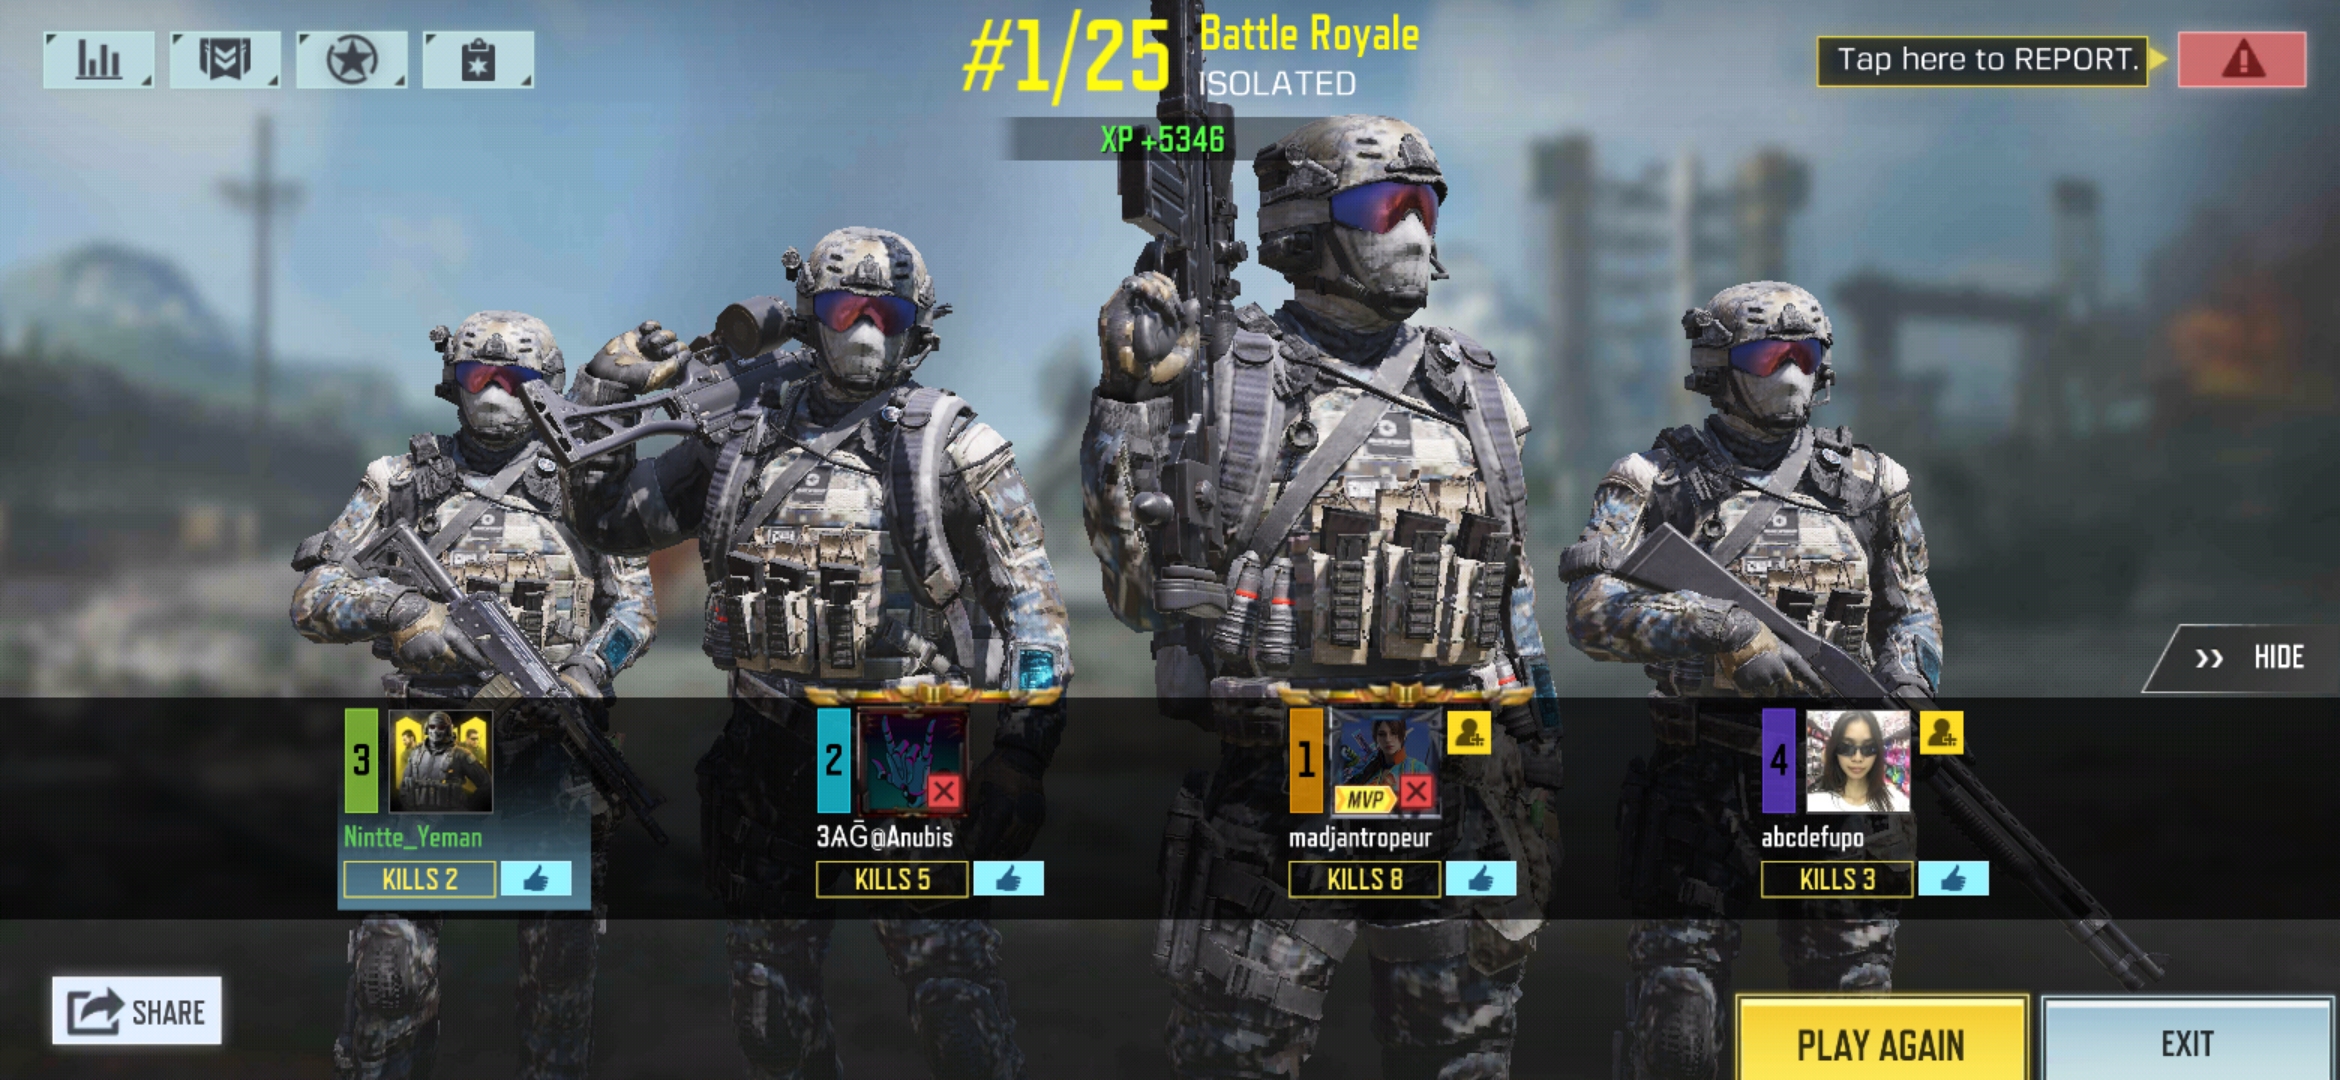 #1/25
Battle Royale
ISOLATED
XP +5346
Tap here to REPORT.
HIDE
3
Nintte_Yeman
KILLS 2
2
3AḠ@Anubis
KILLS 5
1
MVP
madjantropeur
KILLS 8
4
abcdefupo
KILLS 3
SHARE
PLAY AGAIN
EXIT